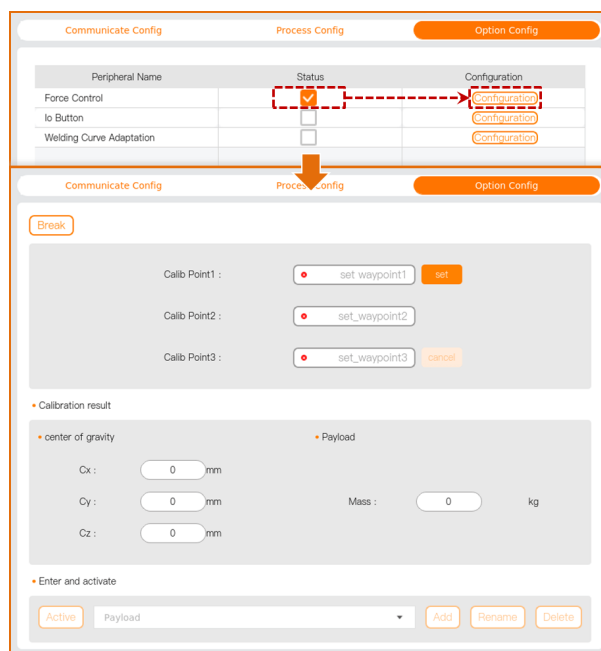 Communicate Config Process Config Option Config
Peripheral Name Status Configuration
Force Control Configuration
Io Button Configuration
Welding Curve Adaptation Configuration
Communicate Config Process Config Option Config
Break
Calib Point1 : set waypoint1 set
Calib Point2 : set_waypoint2
Calib Point3 : set_waypoint3 cancel
Calibration result
center of gravity Payload
Cx : 0 mm
Cy : 0 mm Mass : 0 kg
Cz : 0 mm
Enter and activate
Active Payload Add Rename Delete